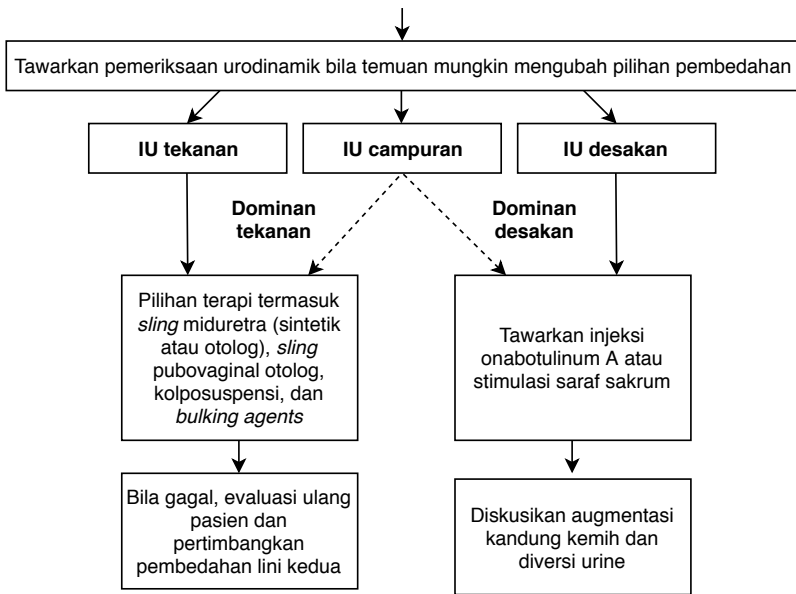 Tawarkan pemeriksaan urodinamik bila temuan mungkin mengubah pilihan pembedahan
IU tekanan
IU campuran
IU desakan
Dominan
tekanan
Dominan
desakan
Pilihan terapi termasuk
sling miduretra (sintetik
atau otolog), sling
pubovaginal otolog,
kolposuspensi, dan
bulking agents
Tawarkan injeksi
onabotulinum A atau
stimulasi saraf sakrum
Bila gagal, evaluasi ulang
pasien dan
pertimbangkan
pembedahan lini kedua
Diskusikan augmentasi
kandung kemih dan
diversi urine